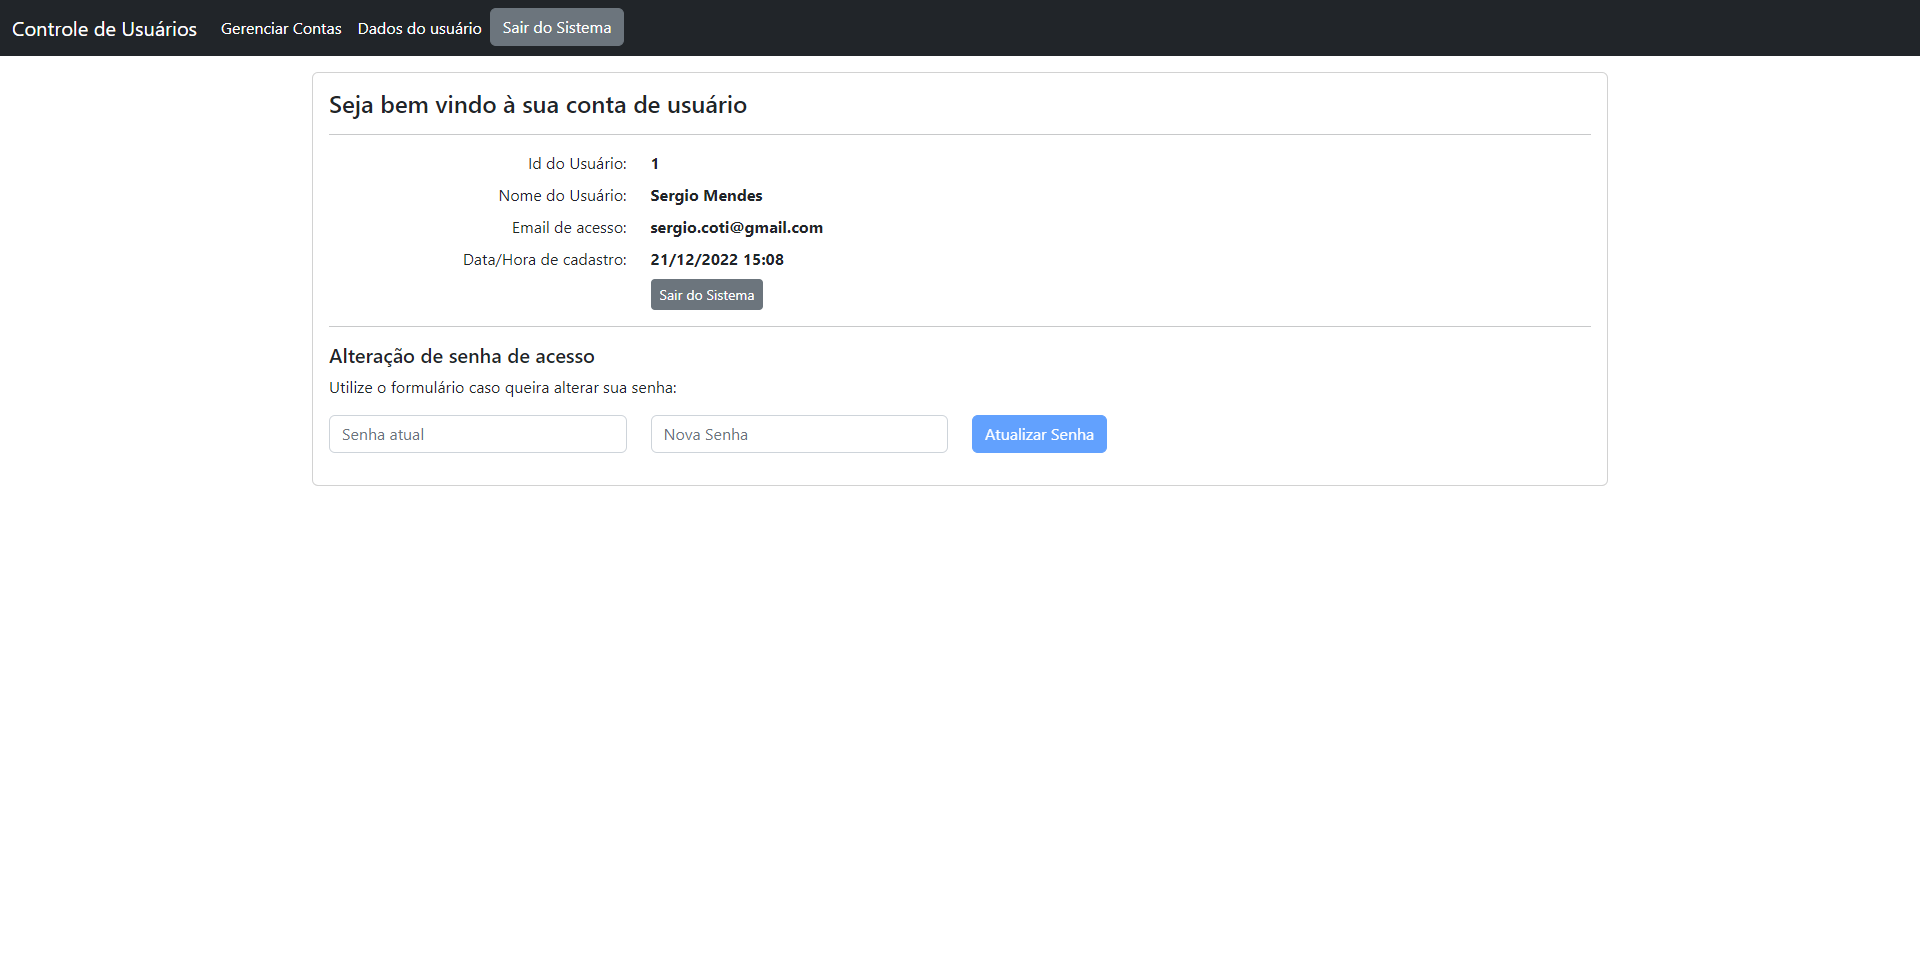 Controle de Usuários Gerenciar Contas Dados do usuário Sair do Sistema
Seja bem vindo à sua conta de usuário
Id do Usuário: 1
Nome do Usuário: Sergio Mendes
Email de acesso: sergio.coti@gmail.com
Data/Hora de cadastro: 21/12/2022 15:08
Sair do Sistema
Alteração de senha de acesso
Utilize o formulário caso queira alterar sua senha:
Senha atual Nova Senha Atualizar Senha